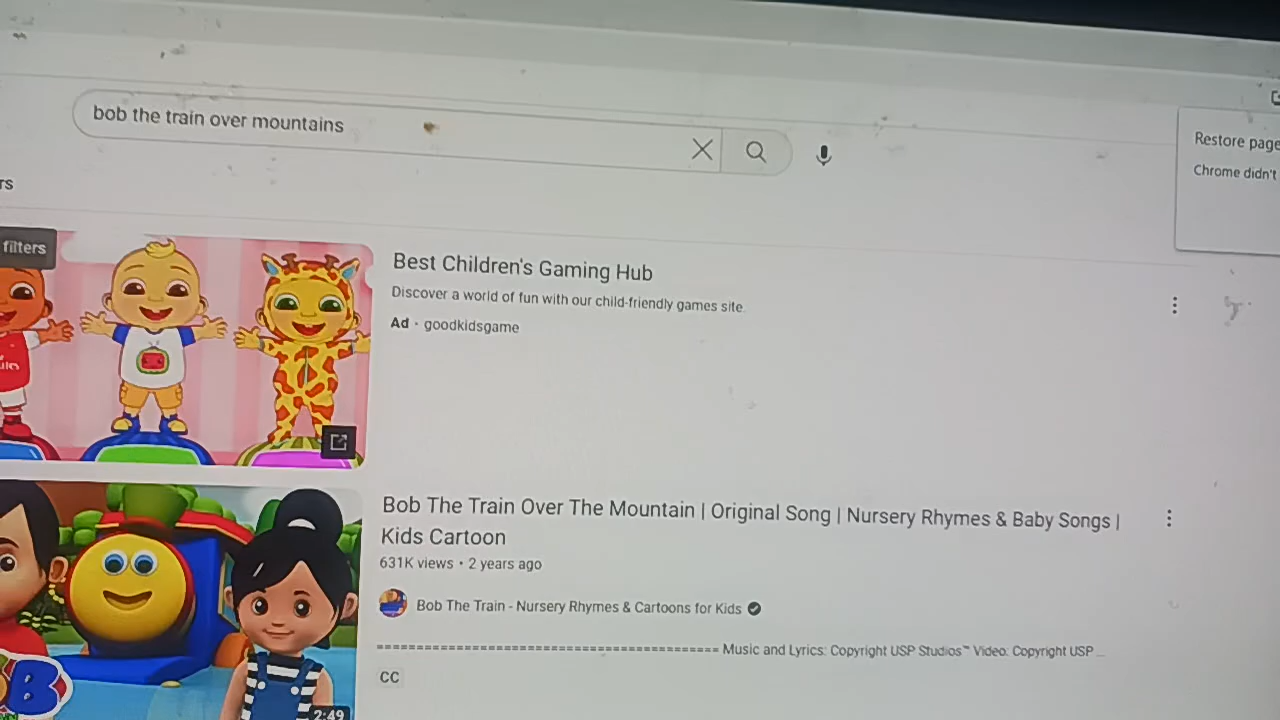 bob the train over mountains
Restore page
Chrome didn't
rs
filters
Best Children's Gaming Hub
Discover a world of fun with our child-friendly games site.
Ad · goodkidsgame
Bob The Train Over The Mountain | Original Song | Nursery Rhymes & Baby Songs |
Kids Cartoon
631K views • 2 years ago
Bob The Train - Nursery Rhymes & Cartoons for Kids
=========================================== Music and Lyrics: Copyright USP Studios™ Video: Copyright USP ...
CC
OB
2:49